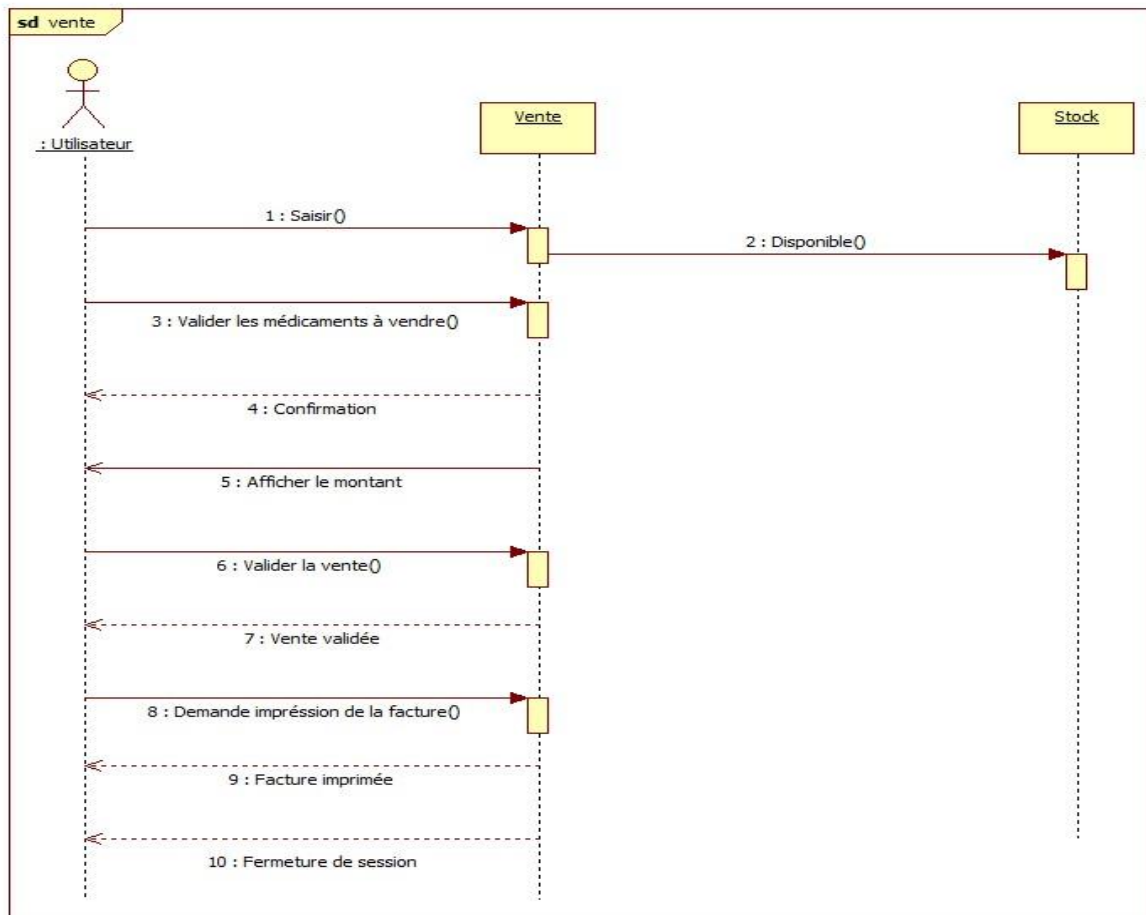 sd vente
: Utilisateur
Vente
Stock
1 : Saisir()
2 : Disponible()
3 : Valider les médicaments à vendre()
4 : Confirmation
5 : Afficher le montant
6 : Valider la vente()
7 : Vente validée
8 : Demande impréssion de la facture()
9 : Facture imprimée
10 : Fermeture de session